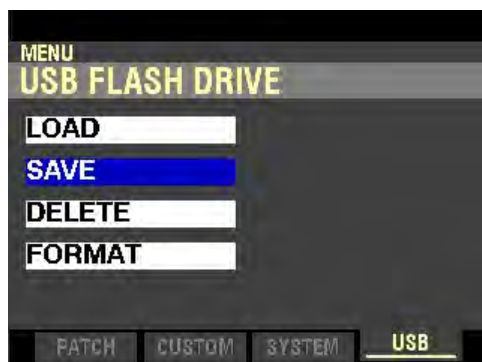 MENU
USB FLASH DRIVE
LOAD
SAVE
DELETE
FORMAT
PATCH CUSTOM SYSTEM USB